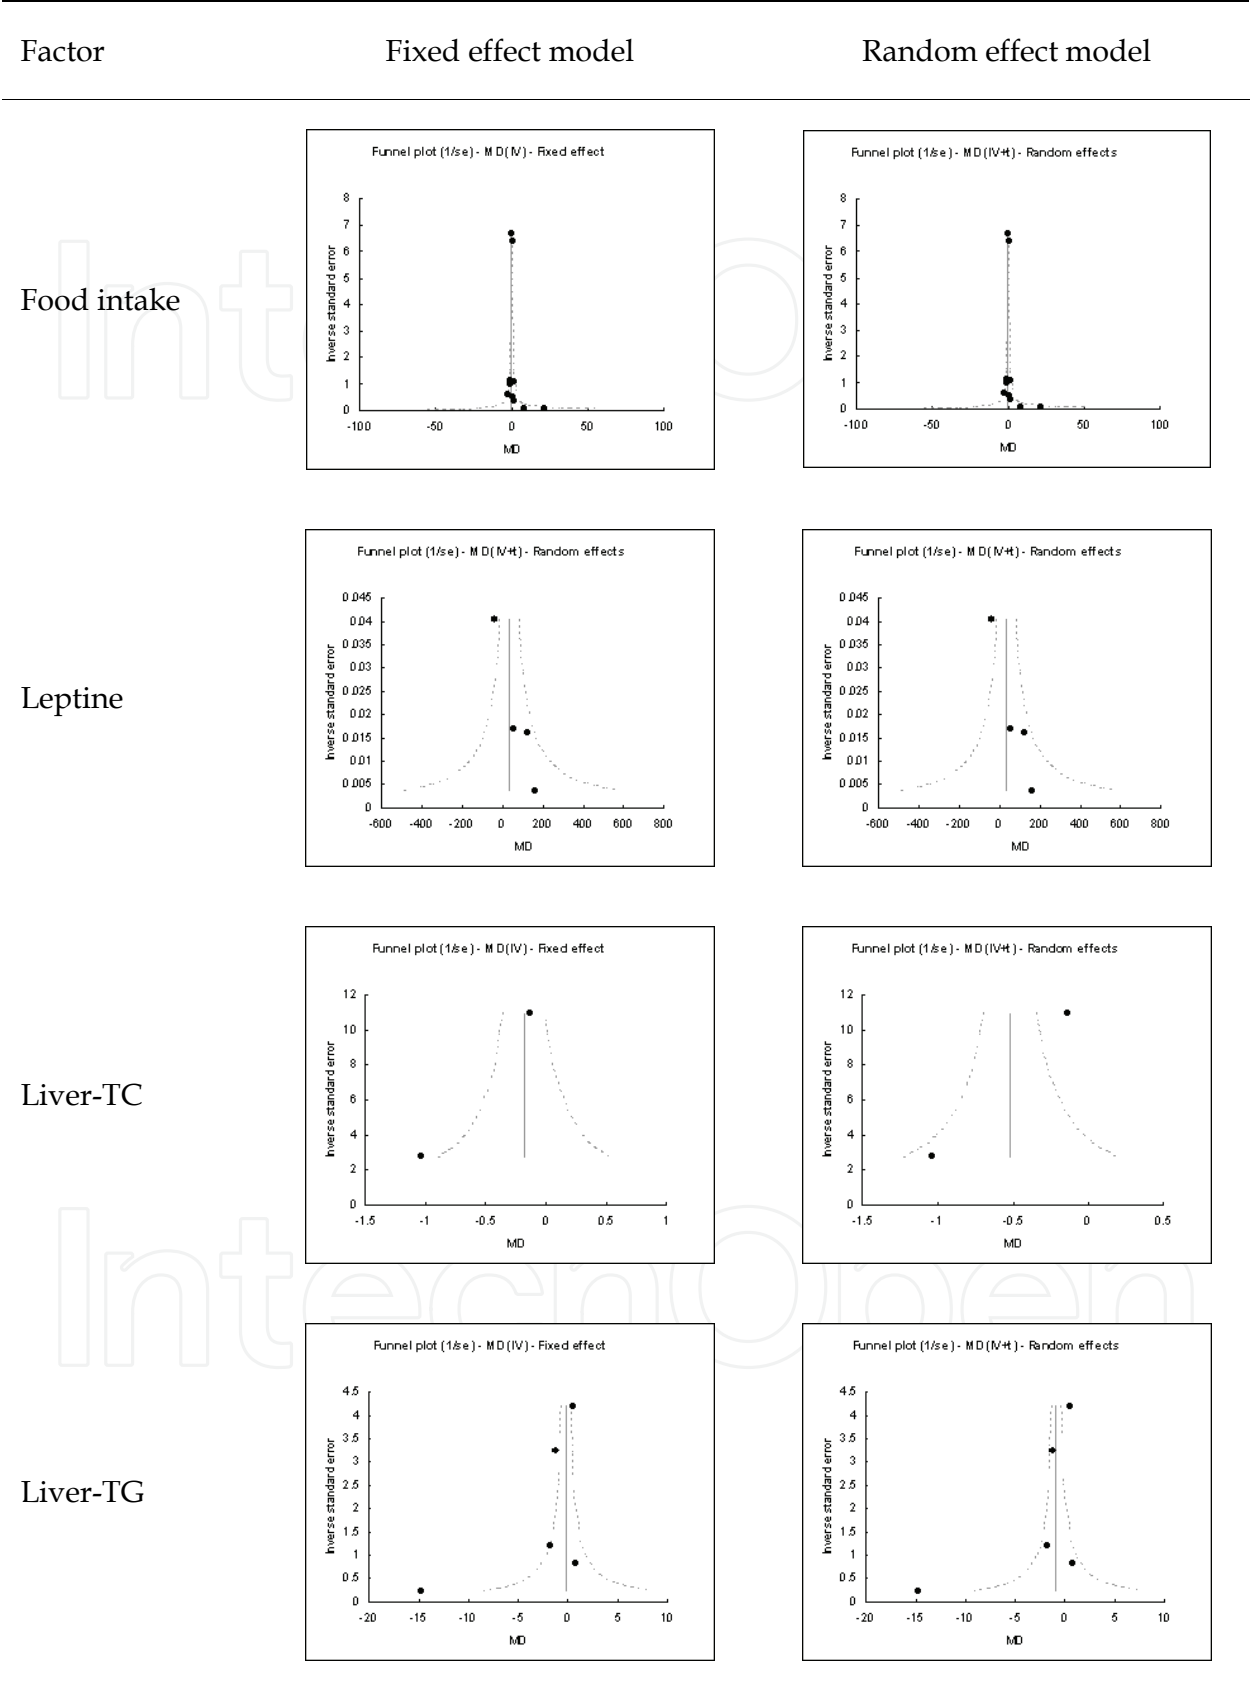 Factor Fixed effect model Random effect model
Food intake
Funnel plot (1/se) - MD(IV) - Fixed effect
Inverse standard error
8
7
6
5
4
3
2
1
0
-100 -50 0 50 100
MD
Funnel plot (1/se) - MD(IV+t) - Random effects
Inverse standard error
8
7
6
5
4
3
2
1
0
-100 -50 0 50 100
MD
Leptine
Funnel plot (1/se) - MD(IV+t) - Random effects
Inverse standard error
0.045
0.04
0.035
0.03
0.025
0.02
0.015
0.01
0.005
0
-600 -400 -200 0 200 400 600 800
MD
Funnel plot (1/se) - MD(IV+t) - Random effects
Inverse standard error
0.045
0.04
0.035
0.03
0.025
0.02
0.015
0.01
0.005
0
-600 -400 -200 0 200 400 600 800
MD
Liver-TC
Funnel plot (1/se) - MD(IV) - Fixed effect
Inverse standard error
12
10
8
6
4
2
0
-1.5 -1 -0.5 0 0.5 1
MD
Funnel plot (1/se) - MD(IV+t) - Random effects
Inverse standard error
12
10
8
6
4
2
0
-1.5 -1 -0.5 0 0.5
MD
Liver-TG
Funnel plot (1/se) - MD(IV) - Fixed effect
Inverse standard error
4.5
4
3.5
3
2.5
2
1.5
1
0.5
0
-20 -15 -10 -5 0 5 10
MD
Funnel plot (1/se) - MD(IV+t) - Random effects
Inverse standard error
4.5
4
3.5
3
2.5
2
1.5
1
0.5
0
-20 -15 -10 -5 0 5 10
MD
IntechOpen
IntechOpen